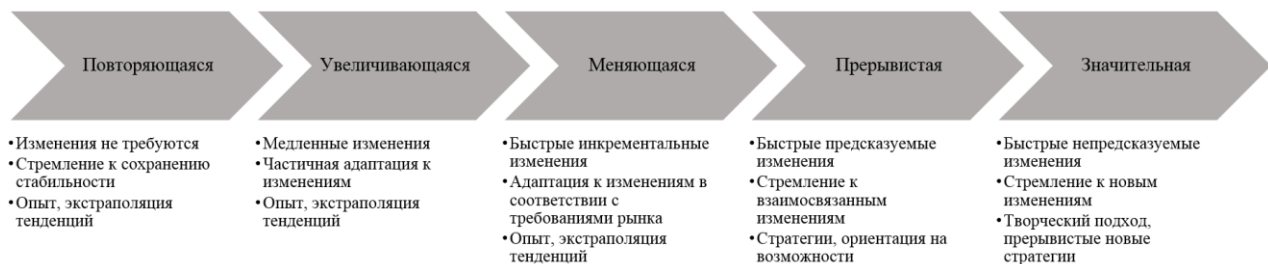 Повторяющаяся
Увеличивающаяся
Меняющаяся
Прерывистая
Значительная
•Изменения не требуются
•Стремление к сохранению
стабильности
•Опыт, экстраполяция
тенденций
•Медленные изменения
•Частичная адаптация к
изменениям
•Опыт, экстраполяция
тенденций
•Быстрые инкрементальные
изменения
•Адаптация к изменениям в
соответствии с
требованиями рынка
•Опыт, экстраполяция
тенденций
•Быстрые предсказуемые
изменения
•Стремление к
взаимосвязанным
изменениям
•Стратегии, ориентация на
возможности
•Быстрые непредсказуемые
изменения
•Стремление к новым
изменениям
•Творческий подход,
прерывистые новые
стратегии